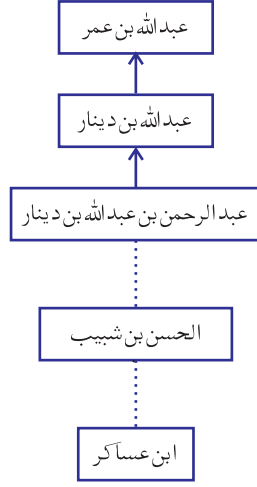 عبد الله بن عمر
عبد الله بن دينار
عبد الرحمن بن عبد الله بن دينار
الحسن بن شبيب
ابن عساكر